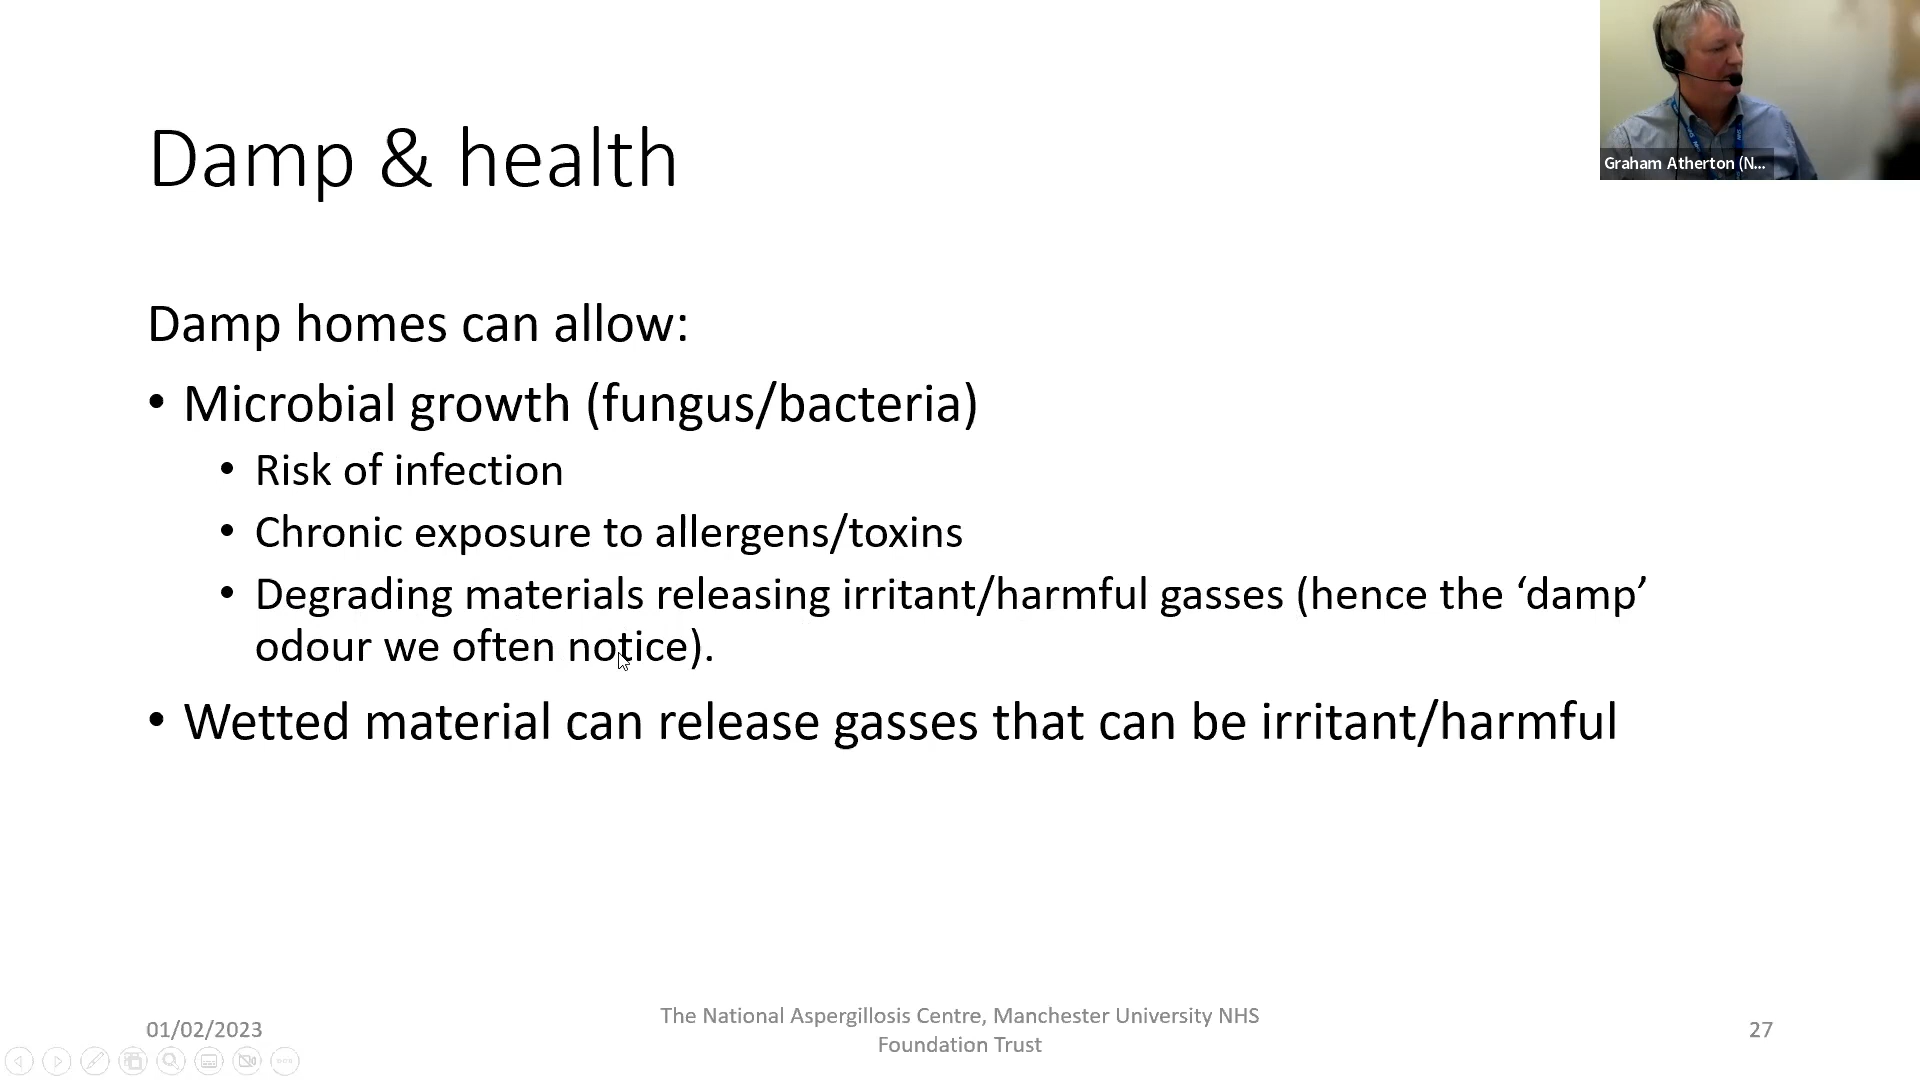 Damp & health
Graham Atherton (N...
Damp homes can allow:
• Microbial growth (fungus/bacteria)
• Risk of infection
• Chronic exposure to allergens/toxins
• Degrading materials releasing irritant/harmful gasses (hence the ‘damp’
odour we often notice).
• Wetted material can release gasses that can be irritant/harmful
01/02/2023
The National Aspergillosis Centre, Manchester University NHS
Foundation Trust
27